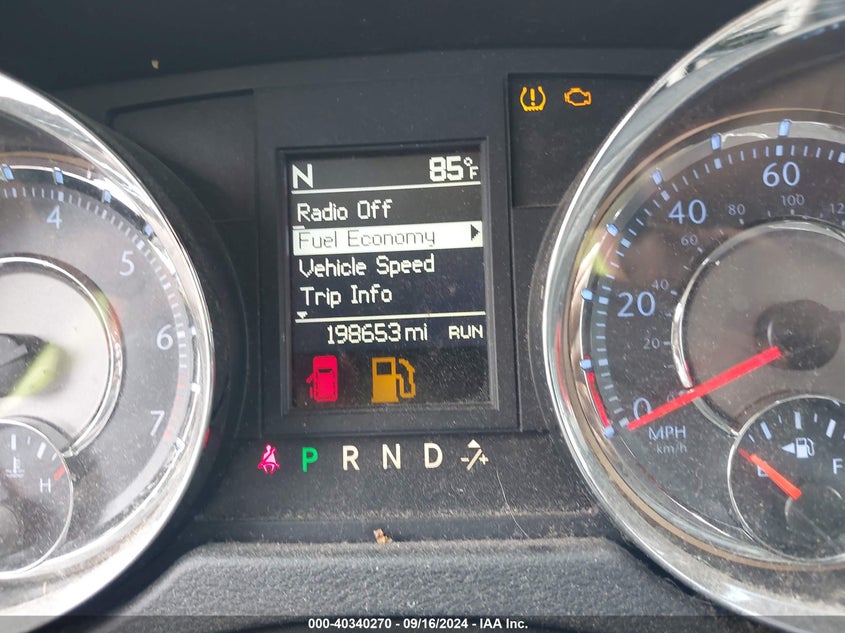 N 85°F
Radio Off
Fuel Economy
Vehicle Speed
Trip Info
198653 mi RUN
P R N D
4
5
6
7
H
60
40
20
0
MPH
km/h
20
40
60
80
100
E F
000-40340270 - 09/16/2024 - IAA Inc.